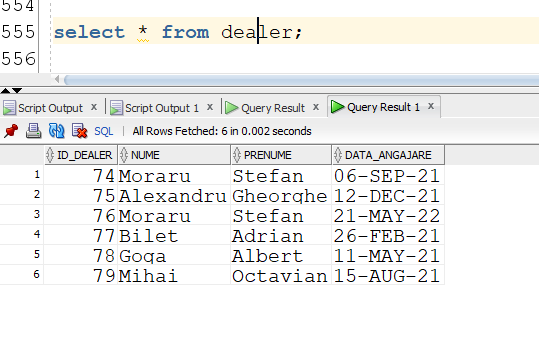 554
555 select * from dealer;
556
Script Output x Script Output 1 x Query Result x Query Result 1 x
SQL | All Rows Fetched: 6 in 0.002 seconds
ID_DEALER NUME PRENUME DATA_ANGAJARE
1 74 Moraru Stefan 06-SEP-21
2 75 Alexandru Gheorghe 12-DEC-21
3 76 Moraru Stefan 21-MAY-22
4 77 Bilet Adrian 26-FEB-21
5 78 Goga Albert 11-MAY-21
6 79 Mihai Octavian 15-AUG-21